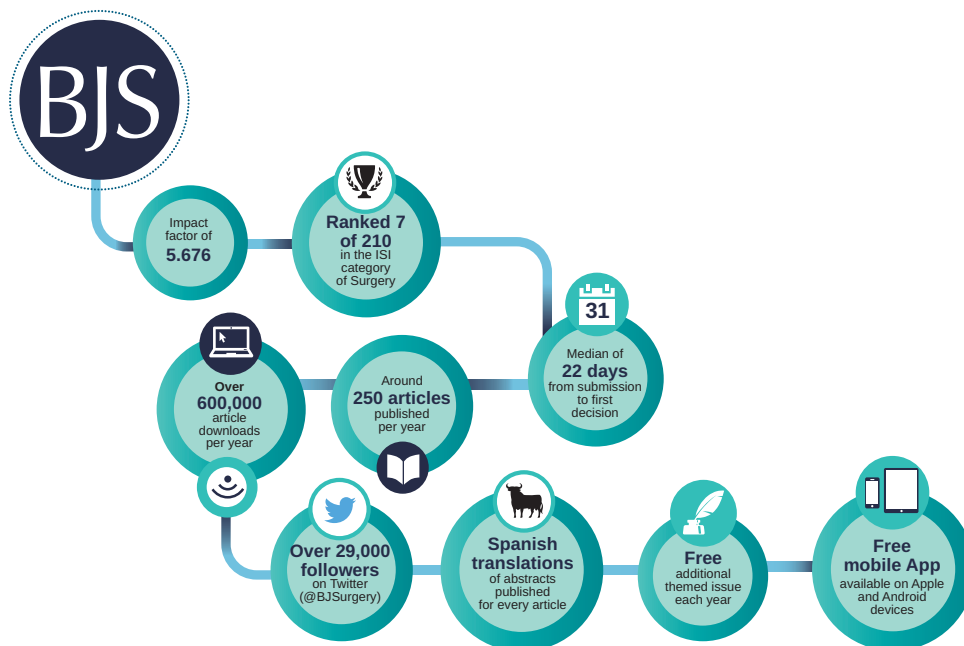 BJS
Impact
factor of
5.676
Ranked 7
of 210
in the ISI
category
of Surgery
31
Median of
22 days
from submission
to first
decision
Around
250 articles
published
per year
Over
600,000
article
downloads
per year
Over 29,000
followers
on Twitter
(@BJSurgery)
Spanish
translations
of abstracts
published
for every article
Free
additional
themed issue
each year
Free
mobile App
available on Apple
and Android
devices